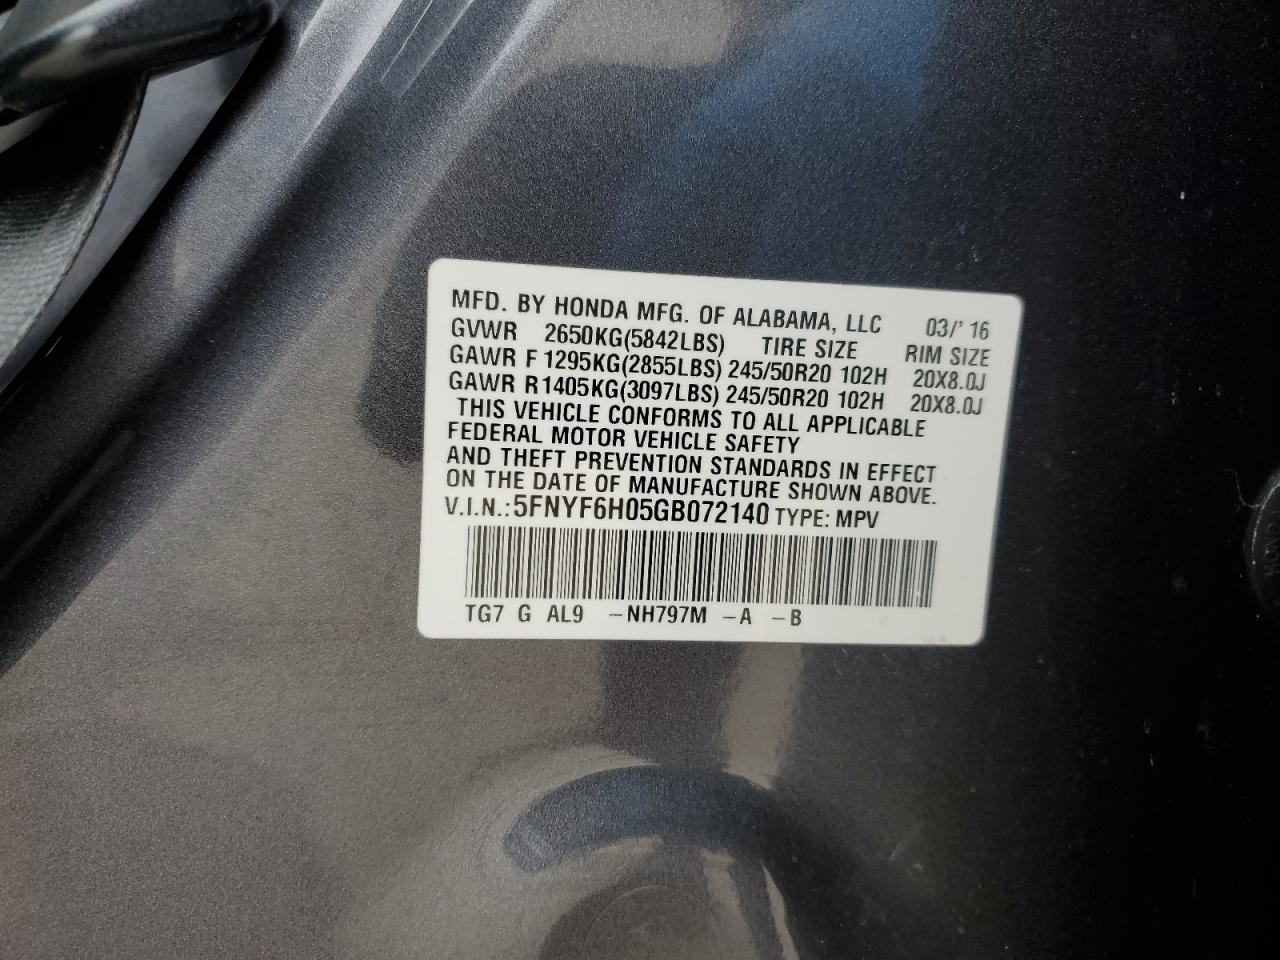 MFD. BY HONDA MFG. OF ALABAMA, LLC 03/' 16
GVWR 2650KG(5842LBS) TIRE SIZE RIM SIZE
GAWR F 1295KG(2855LBS) 245/50R20 102H 20X8.0J
GAWR R1405KG(3097LBS) 245/50R20 102H 20X8.0J
THIS VEHICLE CONFORMS TO ALL APPLICABLE
FEDERAL MOTOR VEHICLE SAFETY
AND THEFT PREVENTION STANDARDS IN EFFECT
ON THE DATE OF MANUFACTURE SHOWN ABOVE.
V.I.N.:5FNYF6H05GB072140 TYPE: MPV
TG7 G AL9 -NH797M -A -B